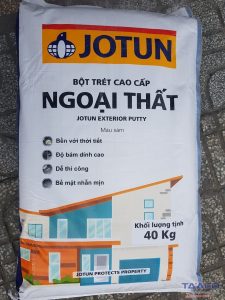 JOTUN
BỘT TRÉT CAO CẤP
NGOẠI THẤT
JOTUN EXTERIOR PUTTY
Màu xám
Bền với thời tiết
Độ bám dính cao
Dễ thi công
Bề mặt nhẵn mịn
Khối lượng tịnh
40 Kg
JOTUN PROTECTS PROPERTY